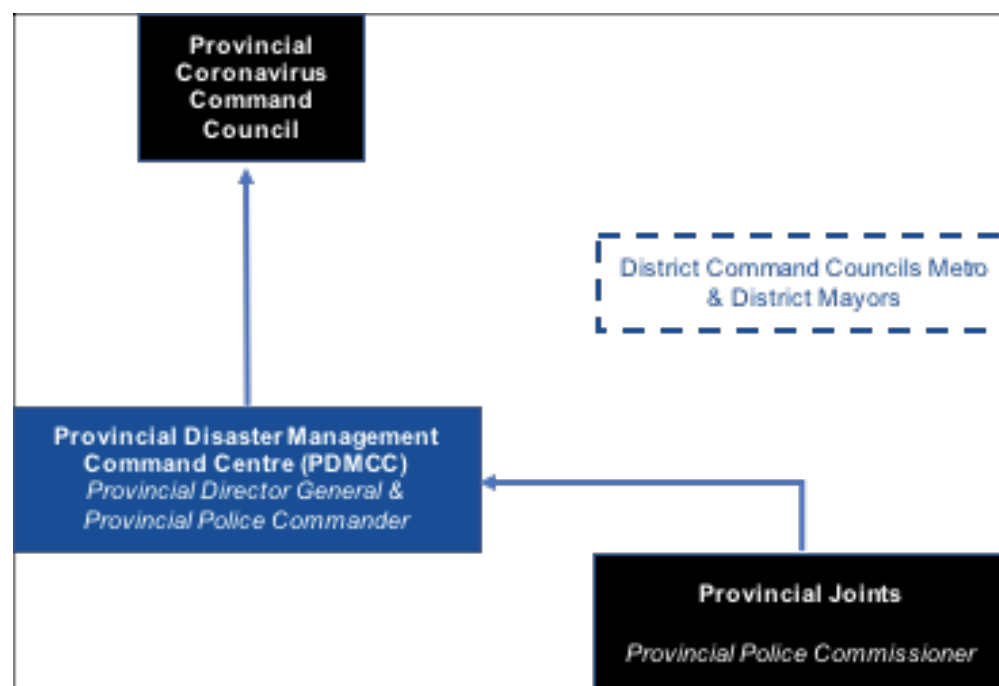 Provincial
Coronavirus
Command
Council
District Command Councils Metro
& District Mayors
Provincial Disaster Management
Command Centre (PDMCC)
Provincial Director General &
Provincial Police Commander
Provincial Joints
Provincial Police Commissioner